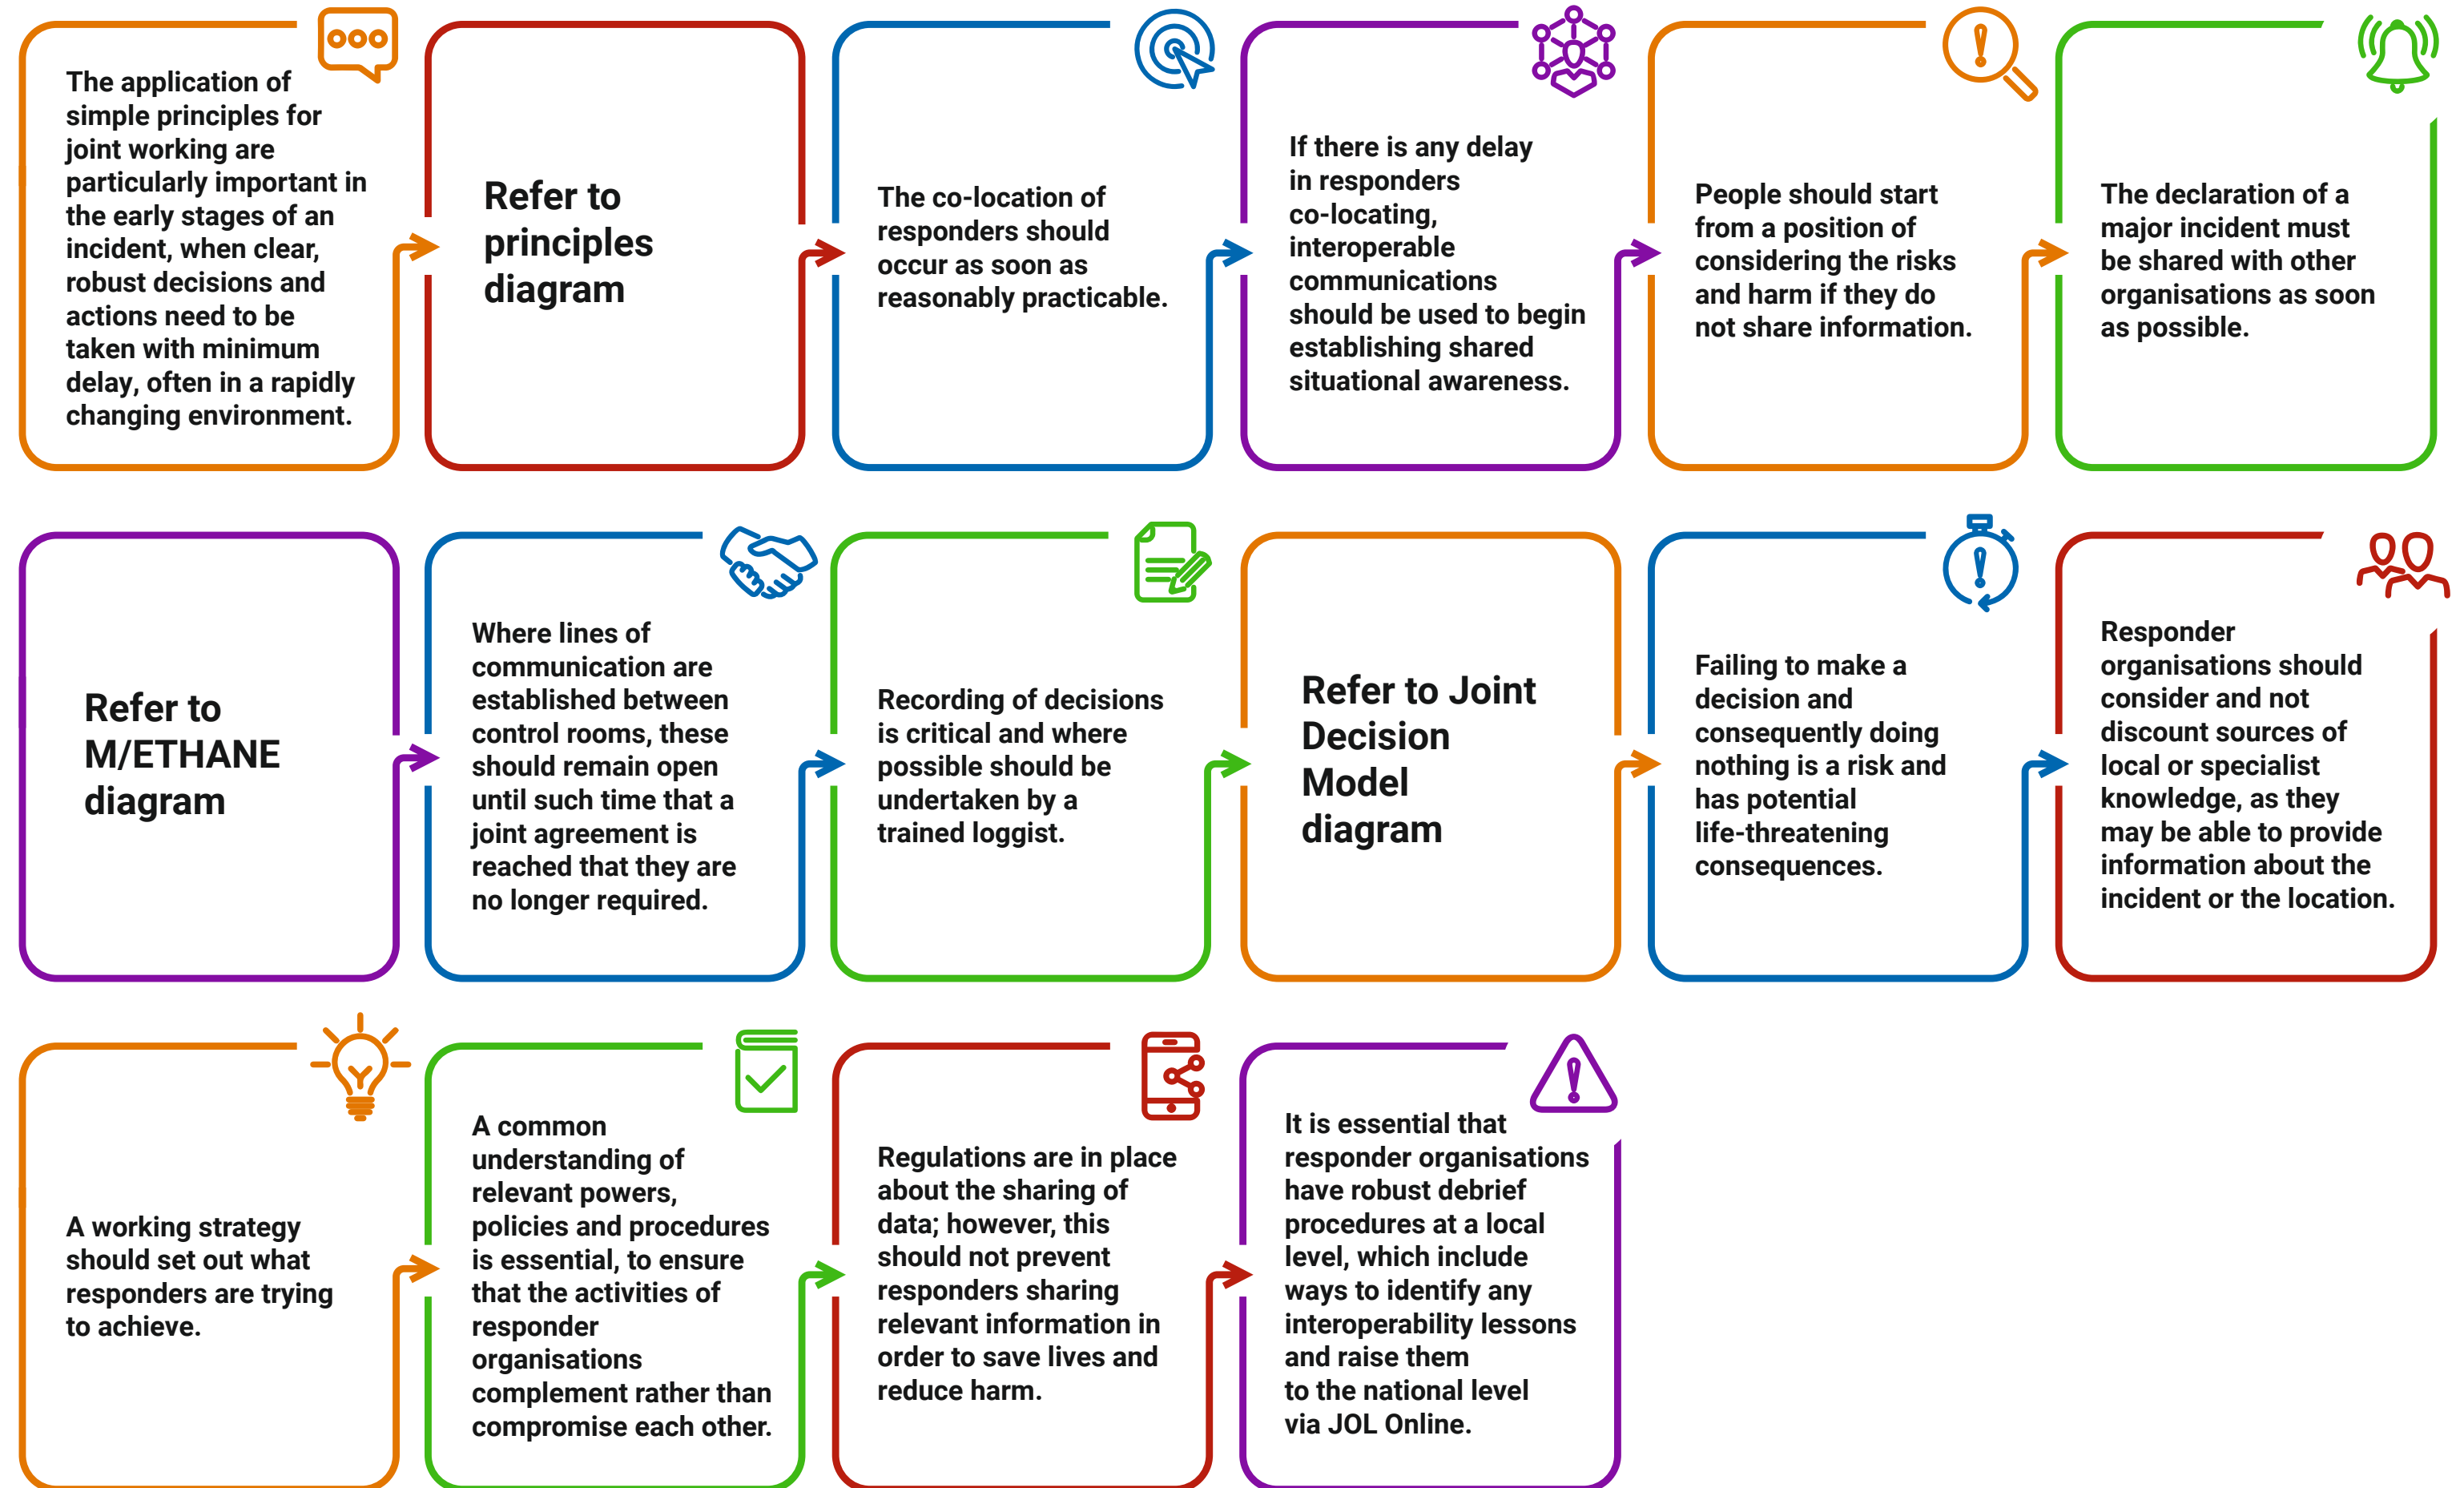 The application of
simple principles for
joint working are
particularly important in
the early stages of an
incident, when clear,
robust decisions and
actions need to be
taken with minimum
delay, often in a rapidly
changing environment.
Refer to
principles
diagram
The co-location of
responders should
occur as soon as
reasonably practicable.
If there is any delay
in responders
co-locating,
interoperable
communications
should be used to begin
establishing shared
situational awareness.
People should start
from a position of
considering the risks
and harm if they do
not share information.
The declaration of a
major incident must
be shared with other
organisations as soon
as possible.
Refer to
M/ETHANE
diagram
Where lines of
communication are
established between
control rooms, these
should remain open
until such time that a
joint agreement is
reached that they are
no longer required.
Recording of decisions
is critical and where
possible should be
undertaken by a
trained loggist.
Refer to Joint
Decision
Model
diagram
Failing to make a
decision and
consequently doing
nothing is a risk and
has potential
life-threatening
consequences.
Responder
organisations should
consider and not
discount sources of
local or specialist
knowledge, as they
may be able to provide
information about the
incident or the location.
A working strategy
should set out what
responders are trying
to achieve.
A common
understanding of
relevant powers,
policies and procedures
is essential, to ensure
that the activities of
responder
organisations
complement rather than
compromise each other.
Regulations are in place
about the sharing of
data; however, this
should not prevent
responders sharing
relevant information in
order to save lives and
reduce harm.
It is essential that
responder organisations
have robust debrief
procedures at a local
level, which include
ways to identify any
interoperability lessons
and raise them
to the national level
via JOL Online.